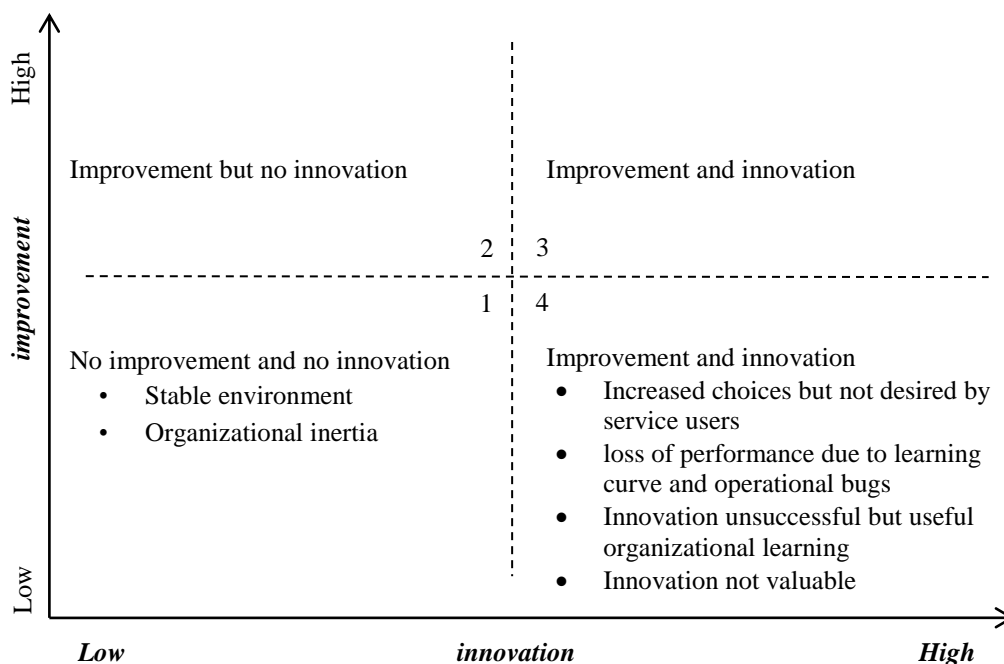 High
Improvement but no innovation
Improvement and innovation
improvement
2
3
1
4
No improvement and no innovation
• Stable environment
• Organizational inertia
Improvement and innovation
• Increased choices but not desired by
service users
• loss of performance due to learning
curve and operational bugs
• Innovation unsuccessful but useful
organizational learning
• Innovation not valuable
Low
Low
innovation
High